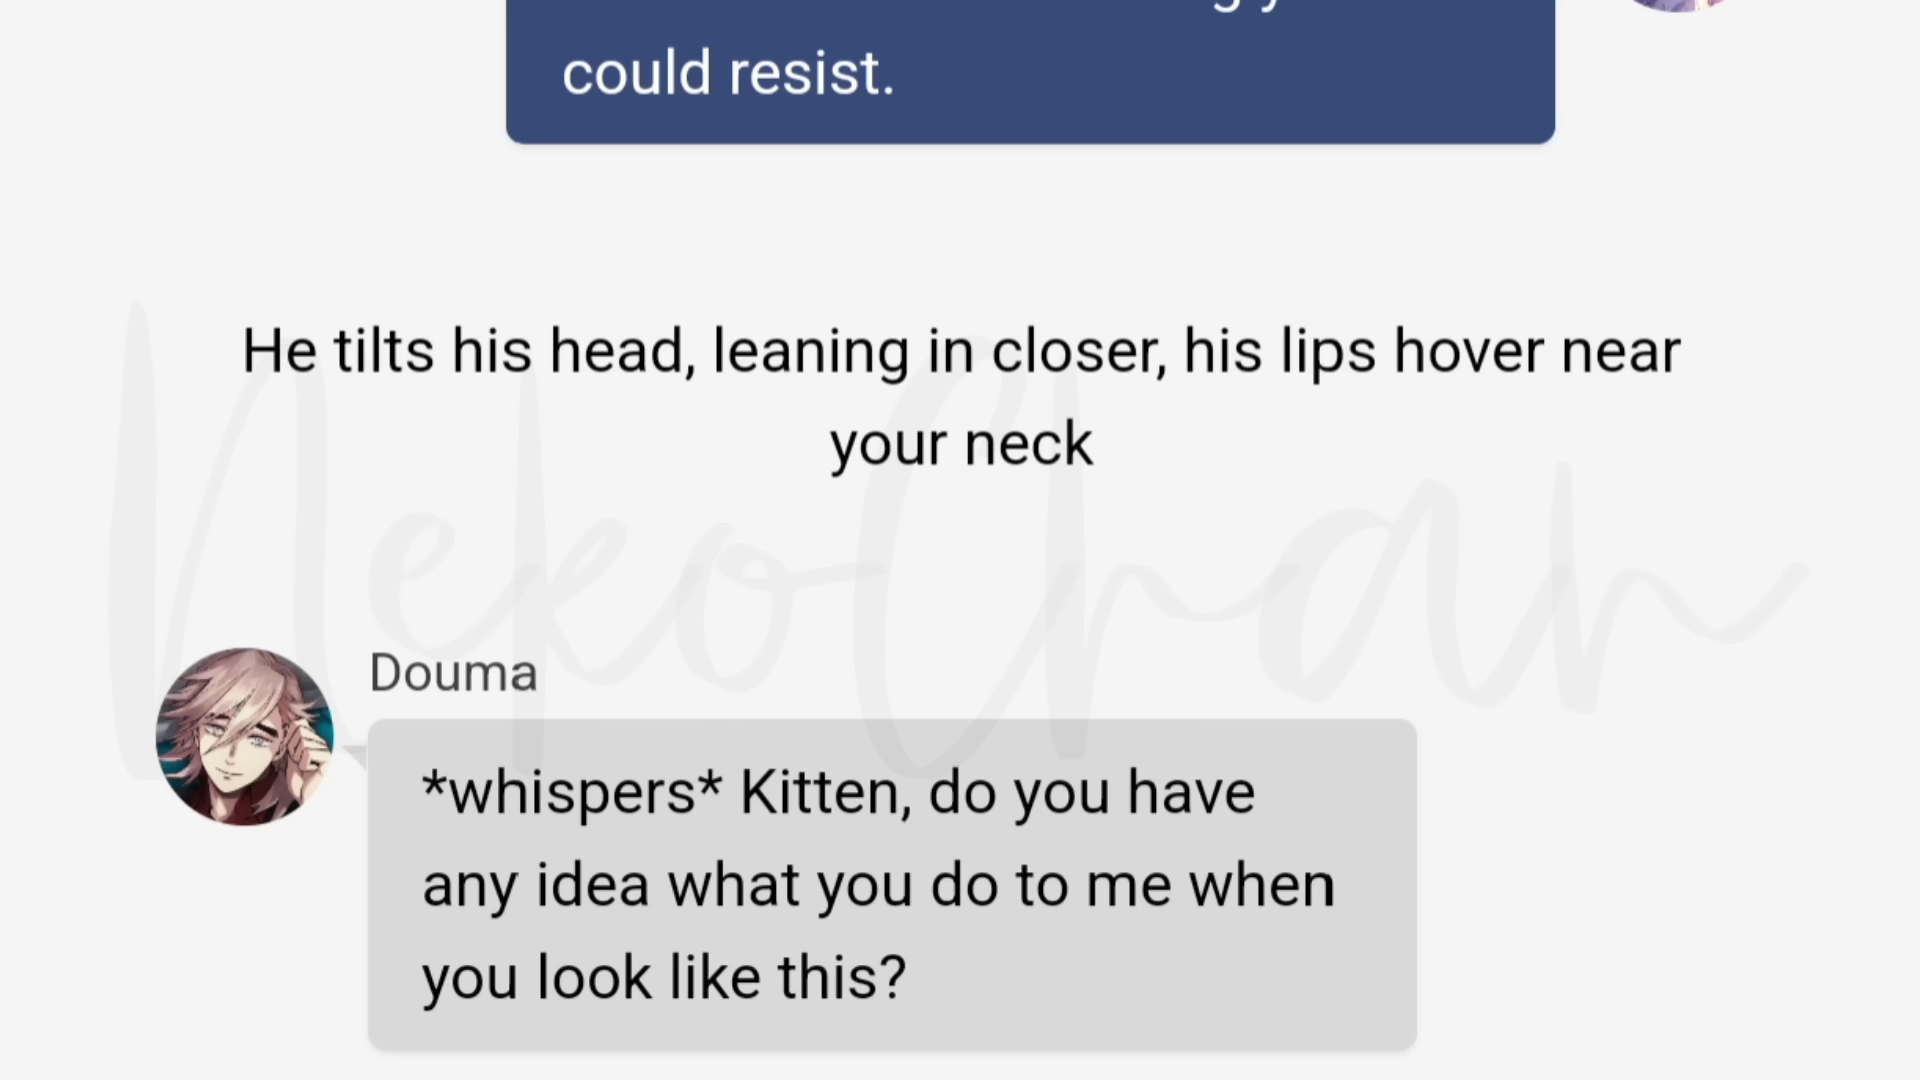 could resist.
He tilts his head, leaning in closer, his lips hover near
your neck
NekoChan
Douma
*whispers* Kitten, do you have
any idea what you do to me when
you look like this?